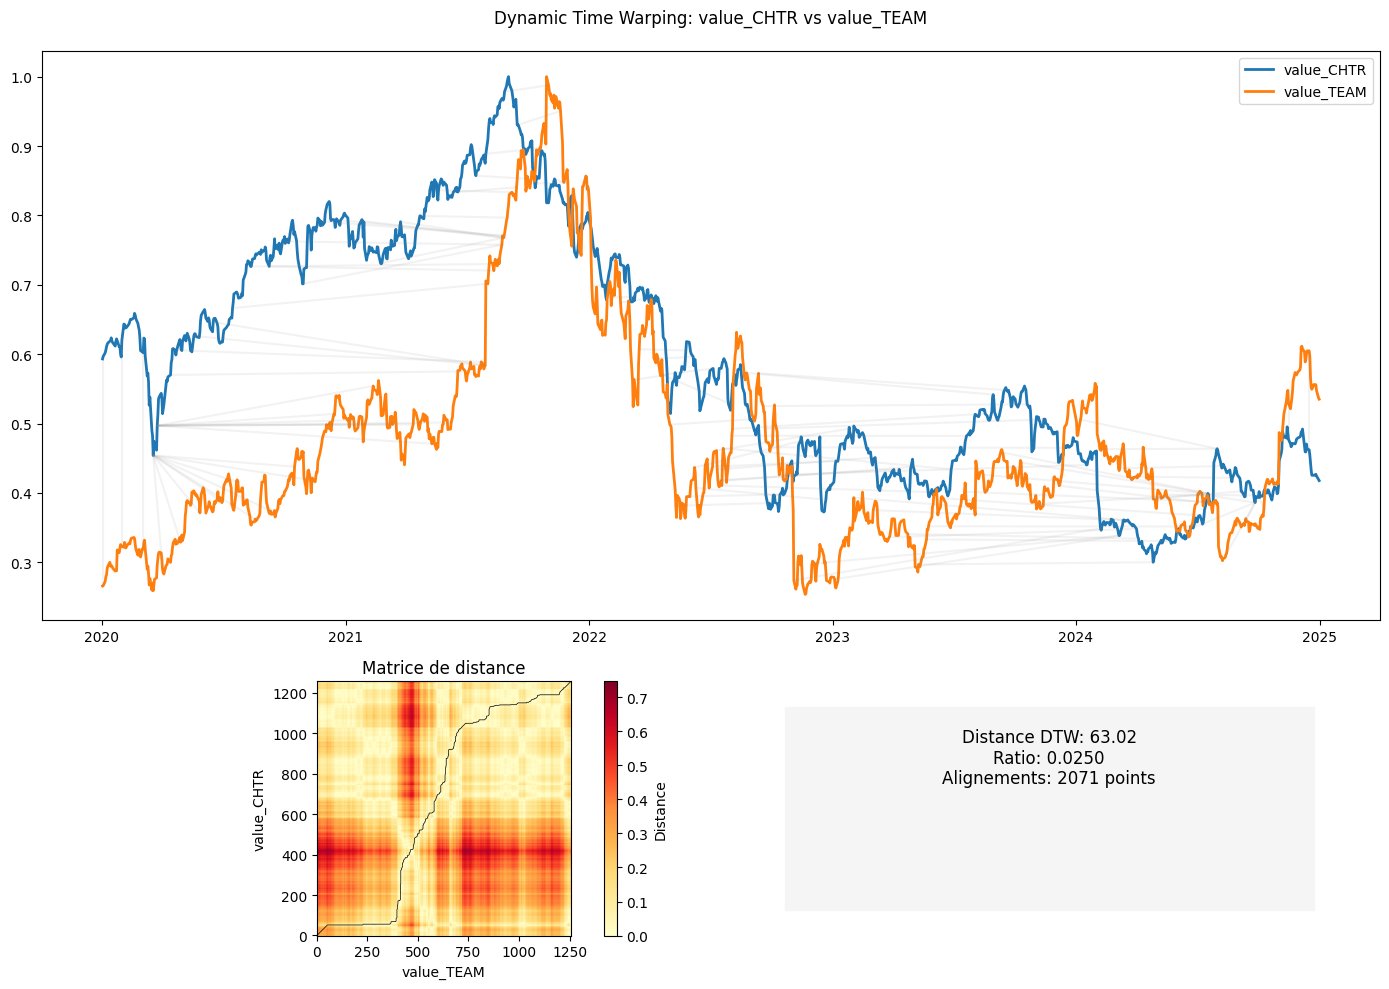 Dynamic Time Warping: value_CHTR vs value_TEAM
value_CHTR
value_TEAM
1.0
0.9
0.8
0.7
0.6
0.5
0.4
0.3
2020 2021 2022 2023 2024 2025
Matrice de distance
value_CHTR
1200
1000
800
600
400
200
0
0 250 500 750 1000 1250
value_TEAM
0.7
0.6
0.5
0.4
0.3
0.2
0.1
0.0
Distance
Distance DTW: 63.02
Ratio: 0.0250
Alignements: 2071 points